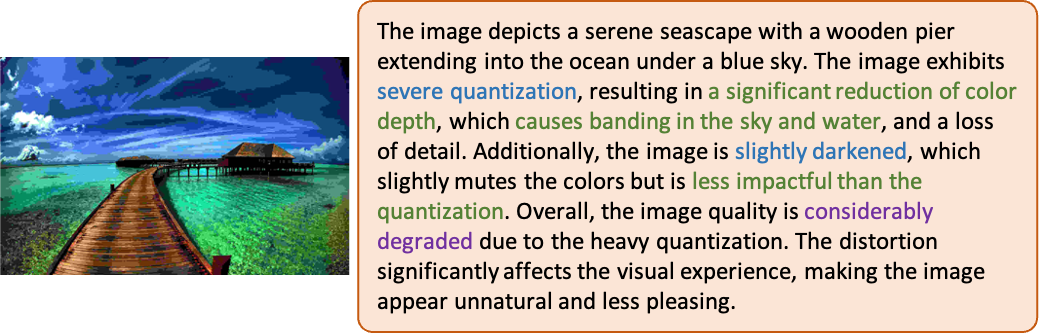 The image depicts a serene seascape with a wooden pier
extending into the ocean under a blue sky. The image exhibits
severe quantization, resulting in a significant reduction of color
depth, which causes banding in the sky and water, and a loss
of detail. Additionally, the image is slightly darkened, which
slightly mutes the colors but is less impactful than the
quantization. Overall, the image quality is considerably
degraded due to the heavy quantization. The distortion
significantly affects the visual experience, making the image
appear unnatural and less pleasing.